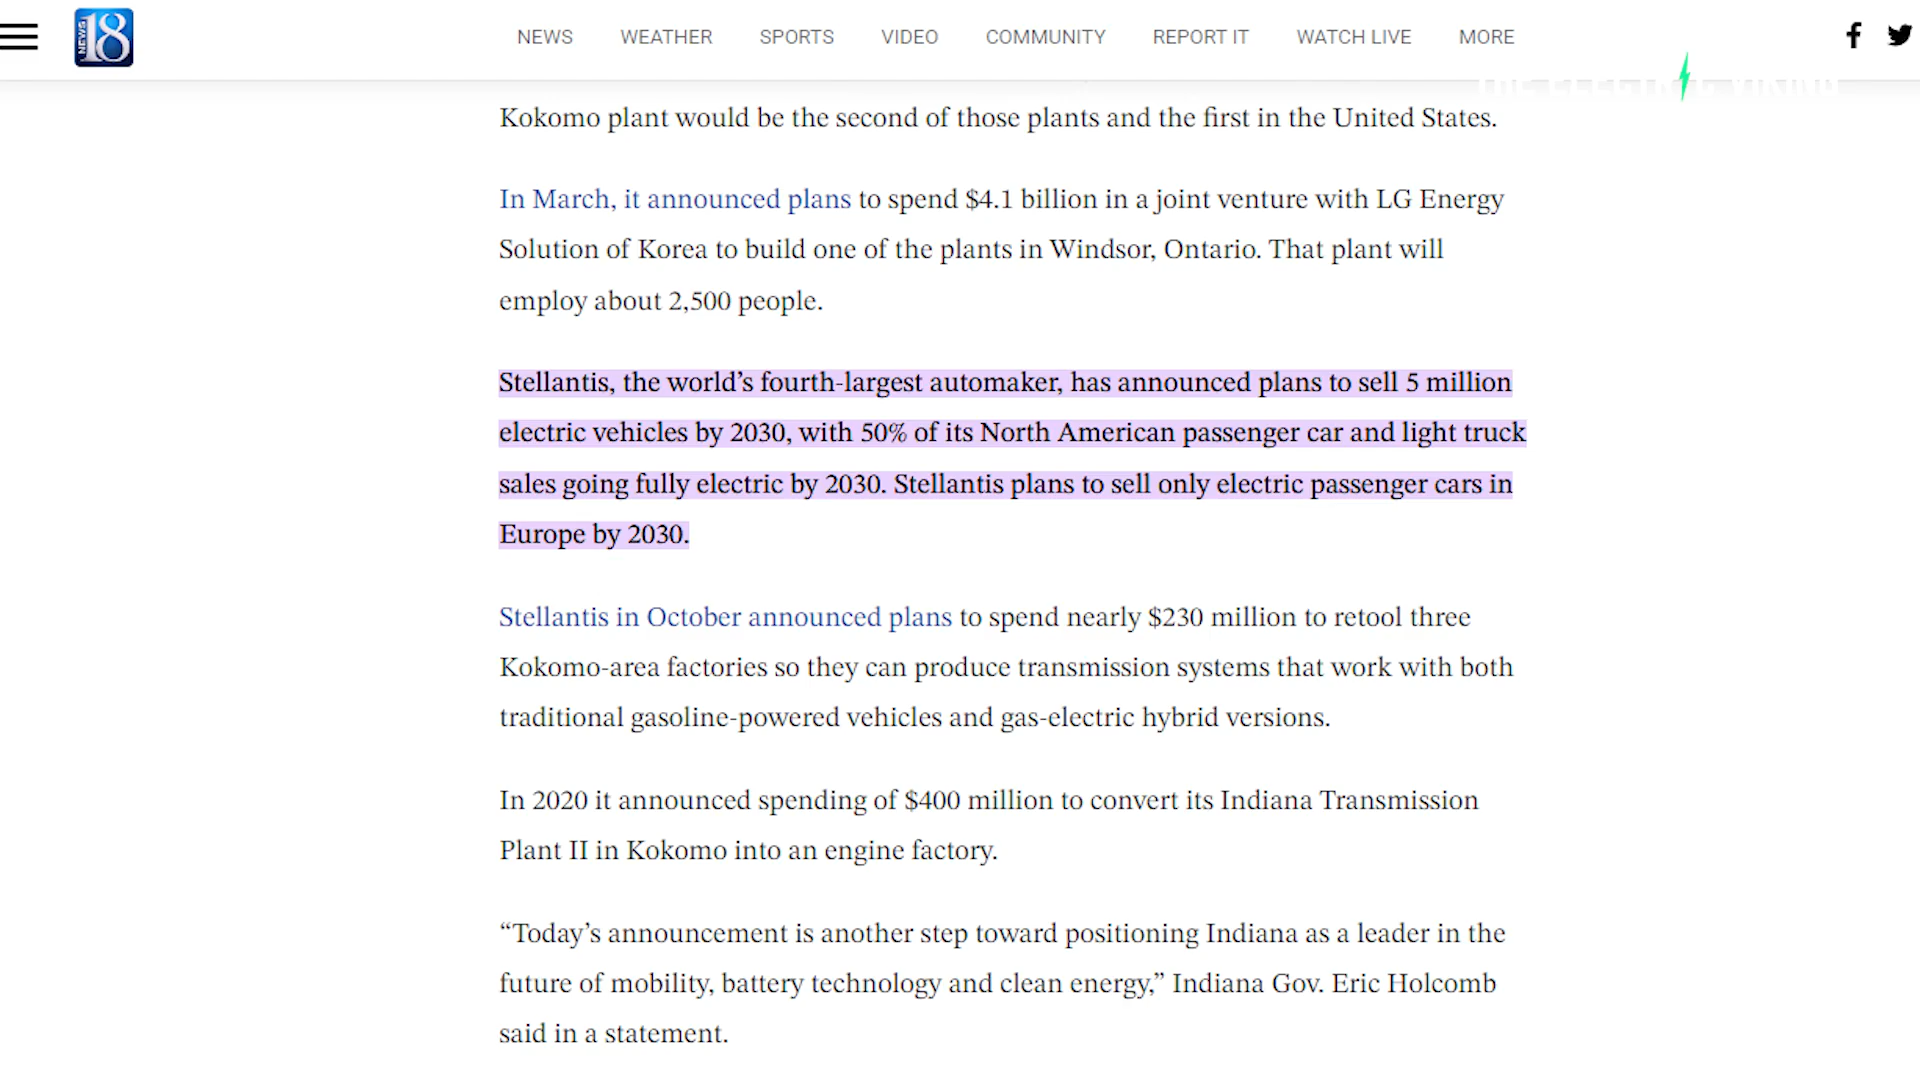 NEWS 18
NEWS WEATHER SPORTS VIDEO COMMUNITY REPORT IT WATCH LIVE MORE
Kokomo plant would be the second of those plants and the first in the United States.
In March, it announced plans to spend $4.1 billion in a joint venture with LG Energy
Solution of Korea to build one of the plants in Windsor, Ontario. That plant will
employ about 2,500 people.
Stellantis, the world’s fourth-largest automaker, has announced plans to sell 5 million
electric vehicles by 2030, with 50% of its North American passenger car and light truck
sales going fully electric by 2030. Stellantis plans to sell only electric passenger cars in
Europe by 2030.
Stellantis in October announced plans to spend nearly $230 million to retool three
Kokomo-area factories so they can produce transmission systems that work with both
traditional gasoline-powered vehicles and gas-electric hybrid versions.
In 2020 it announced spending of $400 million to convert its Indiana Transmission
Plant II in Kokomo into an engine factory.
“Today’s announcement is another step toward positioning Indiana as a leader in the
future of mobility, battery technology and clean energy,” Indiana Gov. Eric Holcomb
said in a statement.